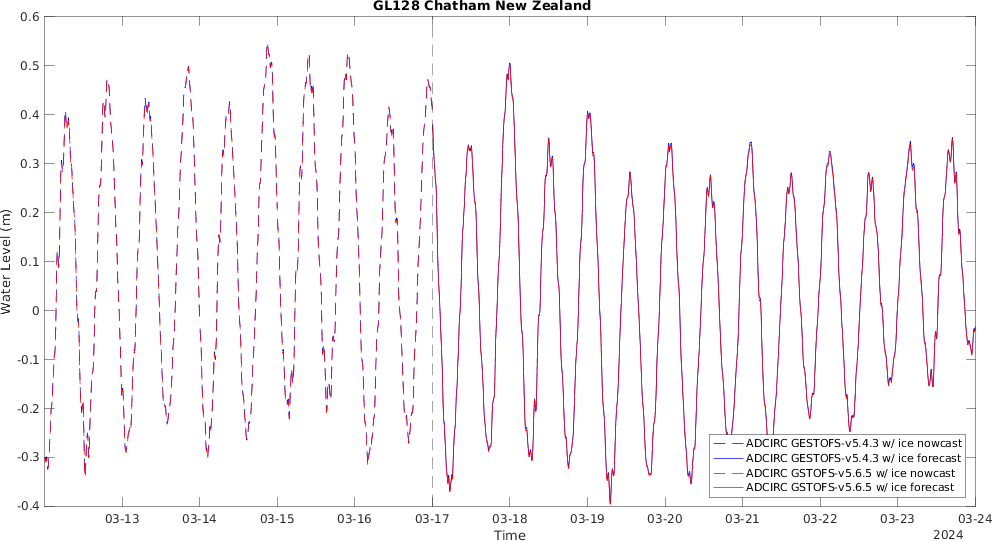 GL128 Chatham New Zealand
0.6
0.5
0.4
0.3
0.2
0.1
0
-0.1
-0.2
-0.3
-0.4
Water Level (m)
ADCIRC GESTOFS-v5.4.3 w/ ice nowcast
ADCIRC GESTOFS-v5.4.3 w/ ice forecast
ADCIRC GSTOFS-v5.6.5 w/ ice nowcast
ADCIRC GSTOFS-v5.6.5 w/ ice forecast
03-13 03-14 03-15 03-16 03-17 03-18 03-19 03-20 03-21 03-22 03-23 03-24
Time
2024